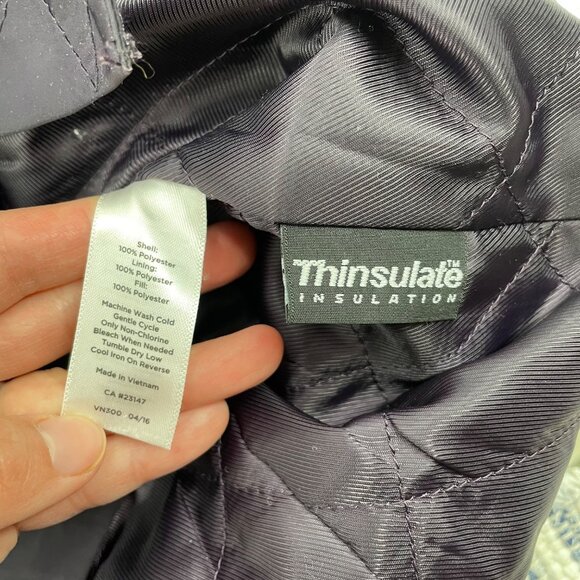 Shell:
100% Polyester
Lining:
100% Polyester
Fill:
100% Polyester
Machine Wash Cold
Gentle Cycle
Only Non-Chlorine
Bleach When Needed
Tumble Dry Low
Cool Iron On Reverse
Made in Vietnam
CA #23147
VN300 04/16
Thinsulate™
INSULATION